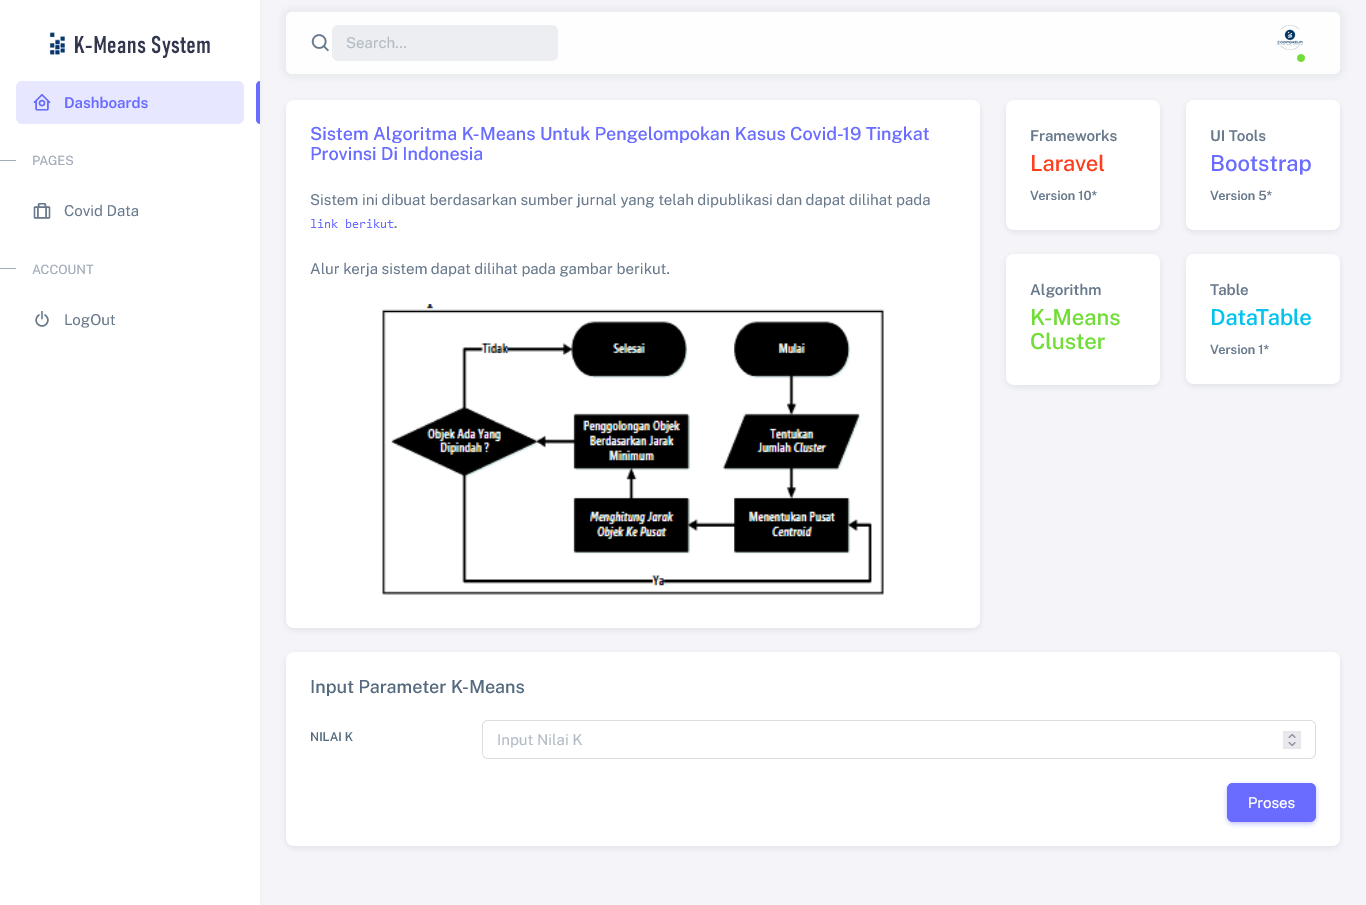 K-Means System
Search...
Dashboards
PAGES
Covid Data
ACCOUNT
LogOut
Sistem Algoritma K-Means Untuk Pengelompokan Kasus Covid-19 Tingkat
Provinsi Di Indonesia
Sistem ini dibuat berdasarkan sumber jurnal yang telah dipublikasi dan dapat dilihat pada
link berikut.
Alur kerja sistem dapat dilihat pada gambar berikut.
Tidak
Selesai
Mulai
Objek Ada Yang
Dipindah ?
Penggolongan Objek
Berdasarkan Jarak
Minimum
Tentukan
Jumlah Cluster
Menghitung Jarak
Objek Ke Pusat
Menentukan Pusat
Centroid
Ya
Frameworks
Laravel
Version 10*
UI Tools
Bootstrap
Version 5*
Algorithm
K-Means
Cluster
Table
DataTable
Version 1*
Input Parameter K-Means
NILAI K
Input Nilai K
Proses